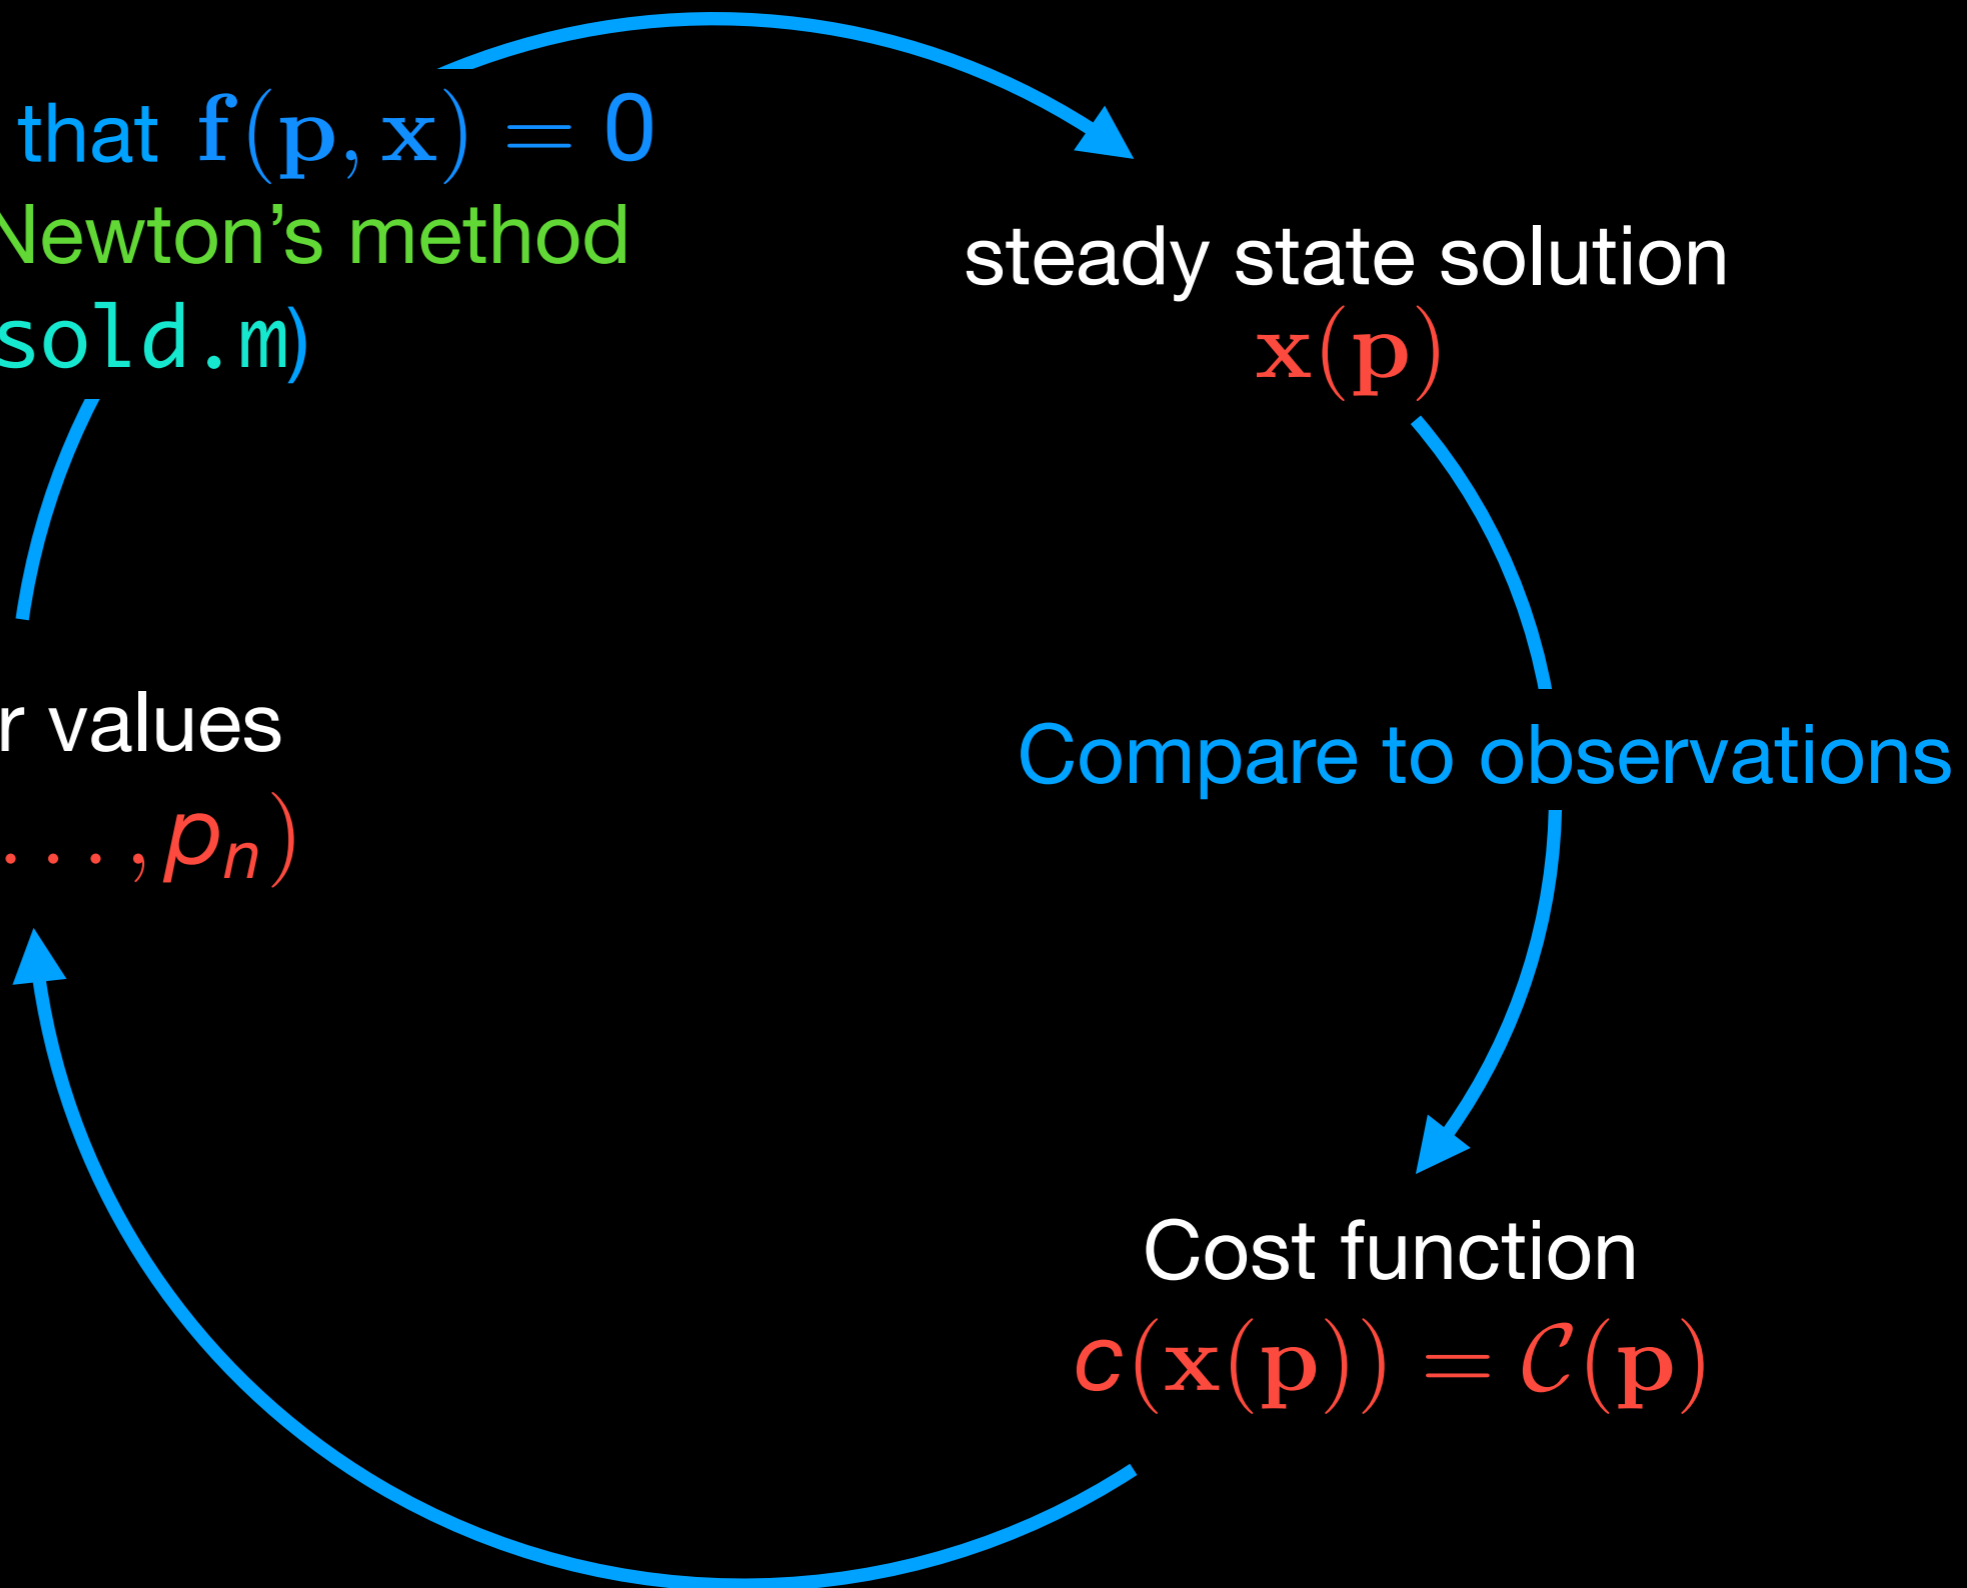 that f(p, x) = 0
Newton’s method
sold.m)
steady state solution
x(p)
r values
. . . , pₙ)
Compare to observations
Cost function
c(x(p)) = 𝒞(p)